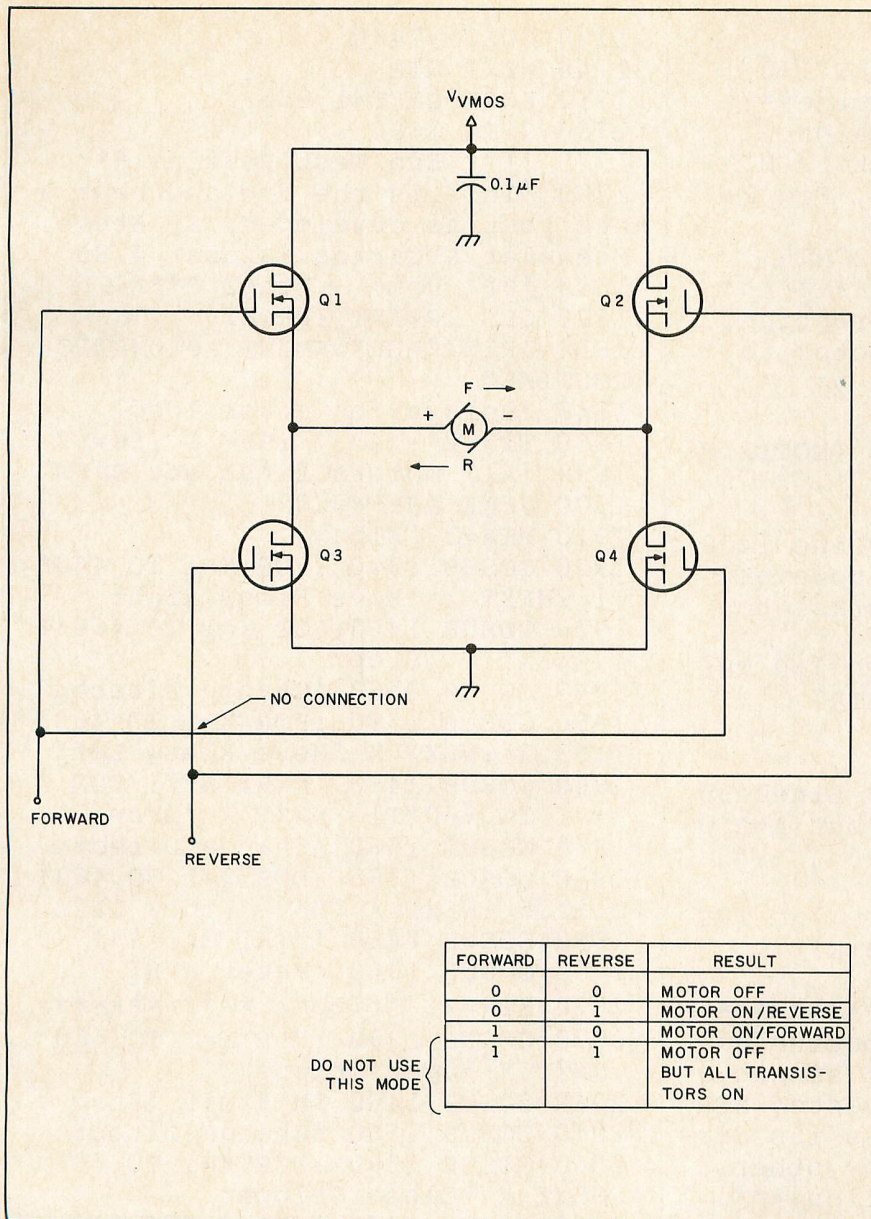 VVMOS
0.1µF
Q1
Q2
F
+ M -
R
Q3
Q4
NO CONNECTION
FORWARD
REVERSE
FORWARD REVERSE RESULT
0 0 MOTOR OFF
0 1 MOTOR ON/REVERSE
1 0 MOTOR ON/FORWARD
1 1 MOTOR OFF
BUT ALL TRANSIS-
TORS ON
DO NOT USE
THIS MODE